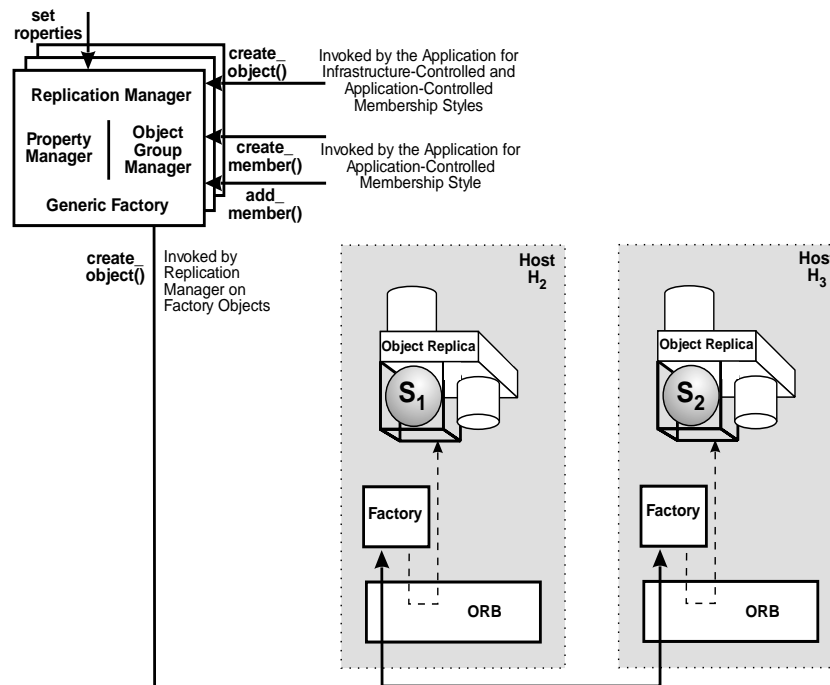 set
roperties
create_
object()
Invoked by the Application for
Infrastructure-Controlled and
Application-Controlled
Membership Styles
Replication Manager
Property
Manager
Object
Group
Manager
create_
member()
Invoked by the Application for
Application-Controlled
Membership Style
add_
member()
Generic Factory
create_
object()
Invoked by
Replication
Manager on
Factory Objects
Host
H2
Object Replica
S1
Factory
ORB
Hos
H3
Object Replica
S2
Factory
ORB